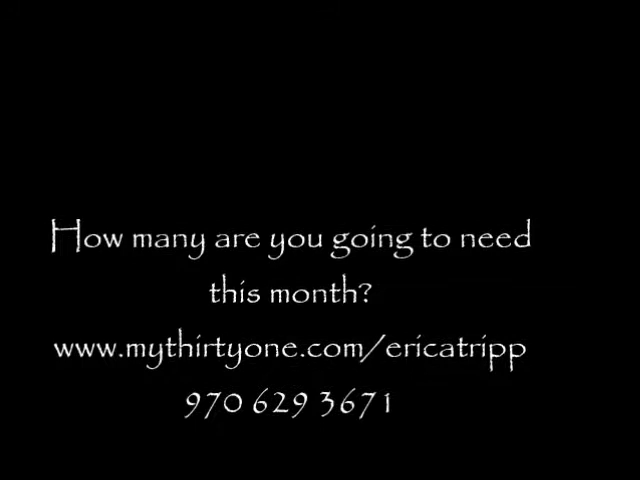 How many are you going to need
this month?
www.mythirtyone.com/ericatripp
970 629 3671